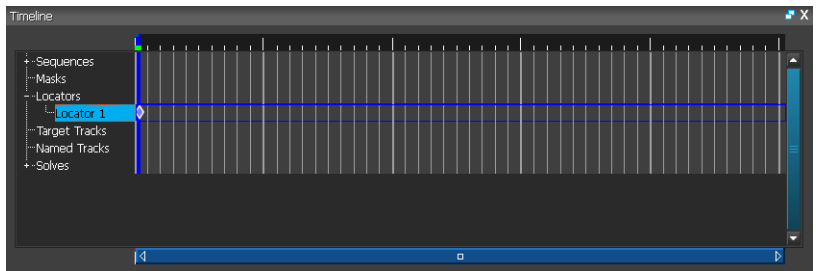 Timeline
Sequences
Masks
Locators
Locator 1
Target Tracks
Named Tracks
Solves